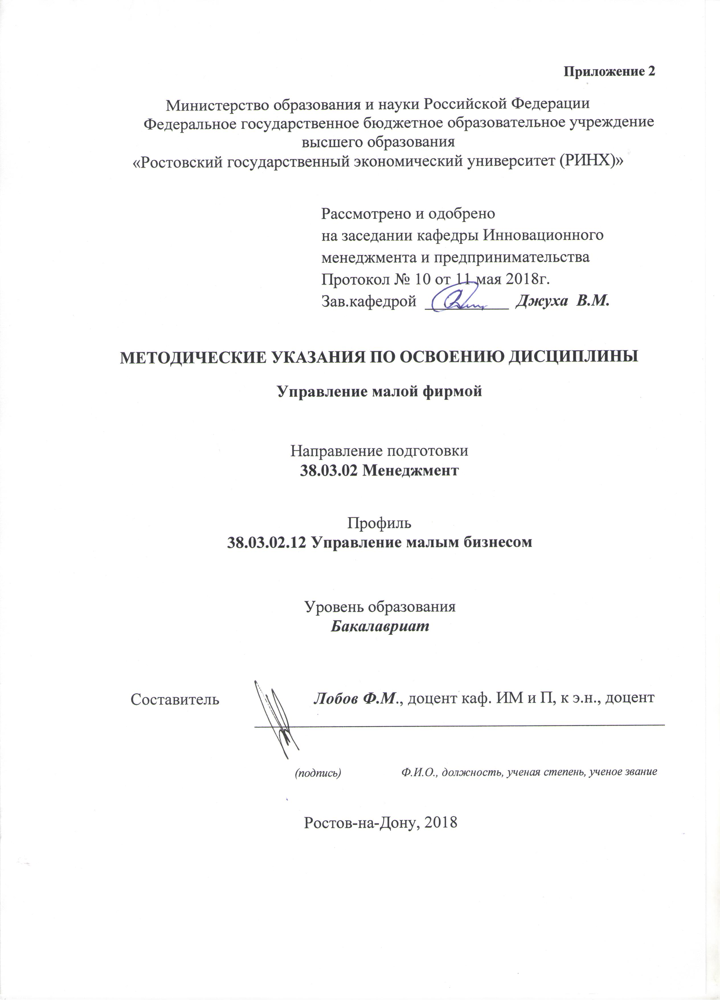 Приложение 2
Министерство образования и науки Российской Федерации
Федеральное государственное бюджетное образовательное учреждение
высшего образования
«Ростовский государственный экономический университет (РИНХ)»
Рассмотрено и одобрено
на заседании кафедры Инновационного
менеджмента и предпринимательства
Протокол № 10 от 11 мая 2018г.
Зав.кафедрой Джуха В.М.
МЕТОДИЧЕСКИЕ УКАЗАНИЯ ПО ОСВОЕНИЮ ДИСЦИПЛИНЫ
Управление малой фирмой
Направление подготовки
38.03.02 Менеджмент
Профиль
38.03.02.12 Управление малым бизнесом
Уровень образования
Бакалавриат
Составитель Лобов Ф.М., доцент каф. ИМ и П, к э.н., доцент
(подпись) Ф.И.О., должность, ученая степень, ученое звание
Ростов-на-Дону, 2018